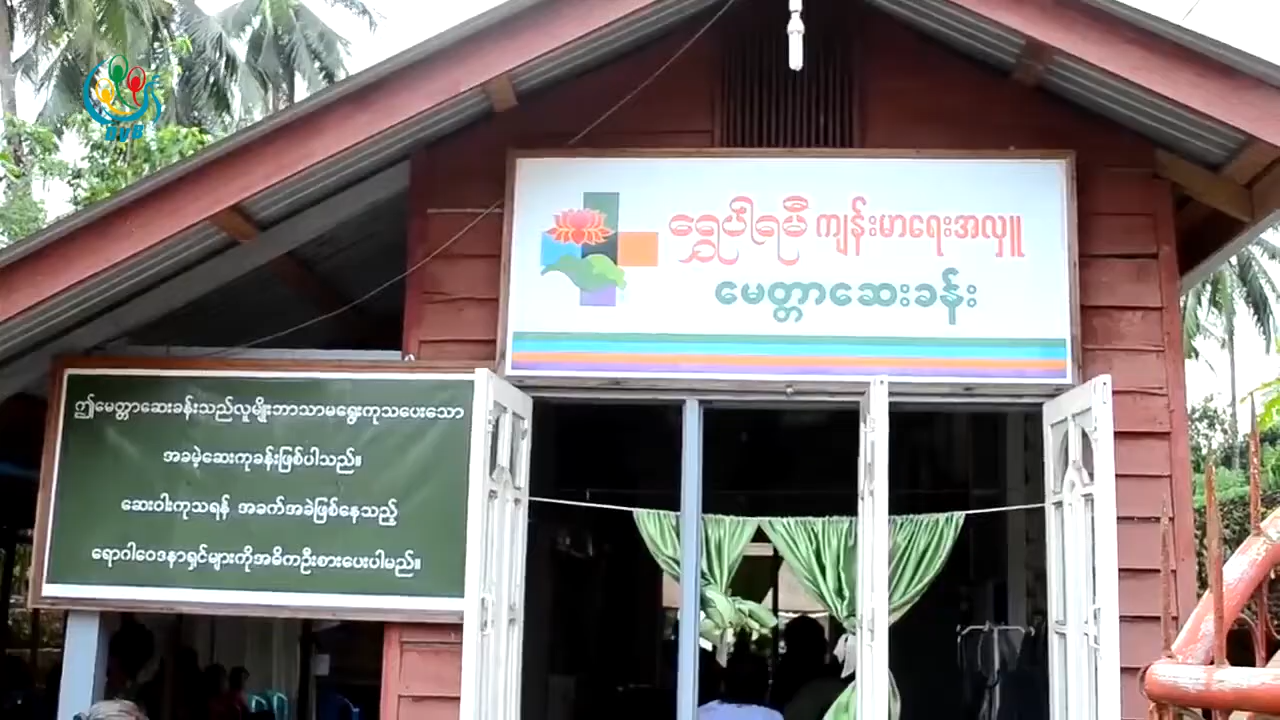 DVB
ရွှေပါရမီ ကျန်းမာရေးအလှူ
မေတ္တာဆေးခန်း
ဤမေတ္တာဆေးခန်းသည်လူမျိုးဘာသာမရွေးကုသပေးသော
အခမဲ့ဆေးကုခန်းဖြစ်ပါသည်။
ဆေးဝါးကုသရန် အခက်အခဲဖြစ်နေသည့်
ရောဂါဝေဒနာရှင်များကိုအဓိကဦးစားပေးပါမည်။